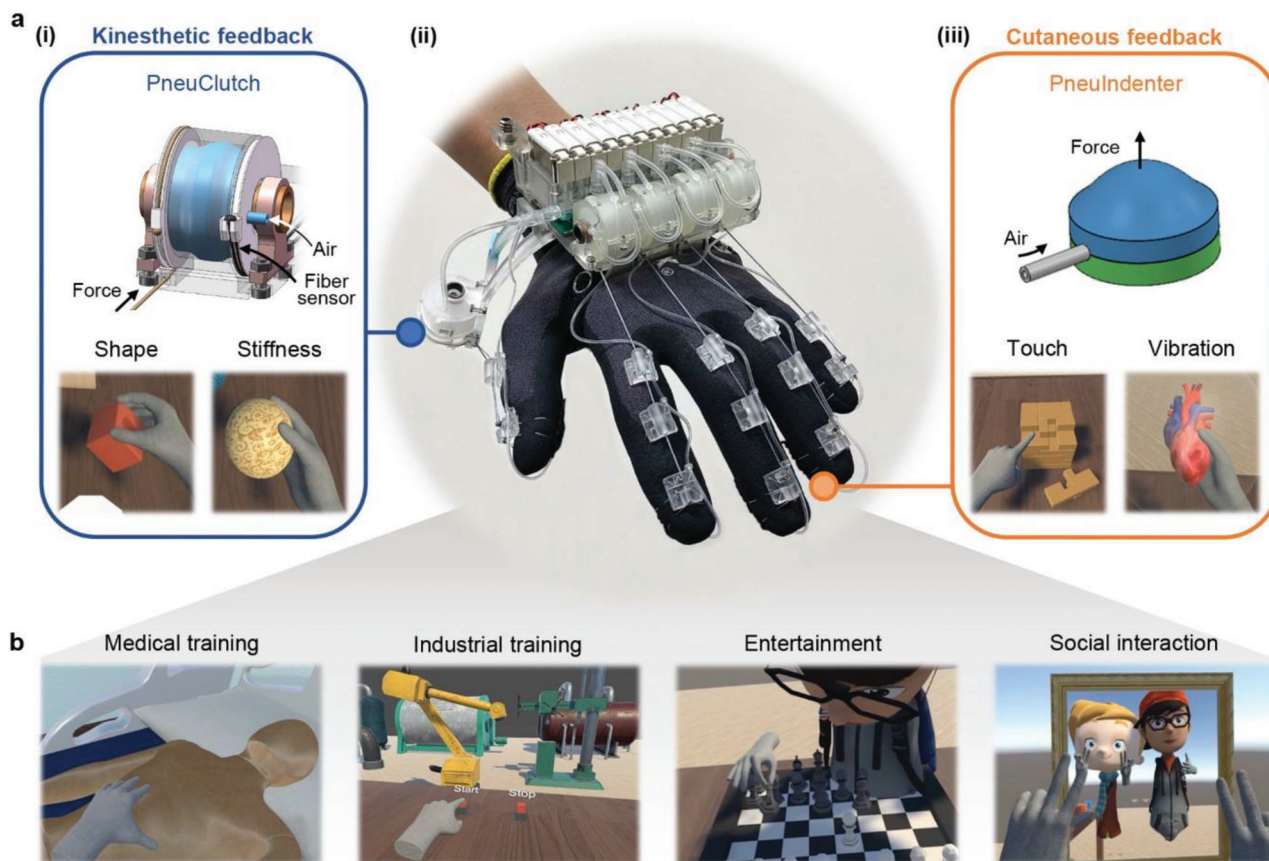 a
(i)
Kinesthetic feedback
PneuClutch
Air
Fiber
sensor
Force
Shape
Stiffness
(ii)
(iii)
Cutaneous feedback
PneuIndenter
Force
Air
Touch
Vibration
b
Medical training
Industrial training
Entertainment
Social interaction
Start
Stop